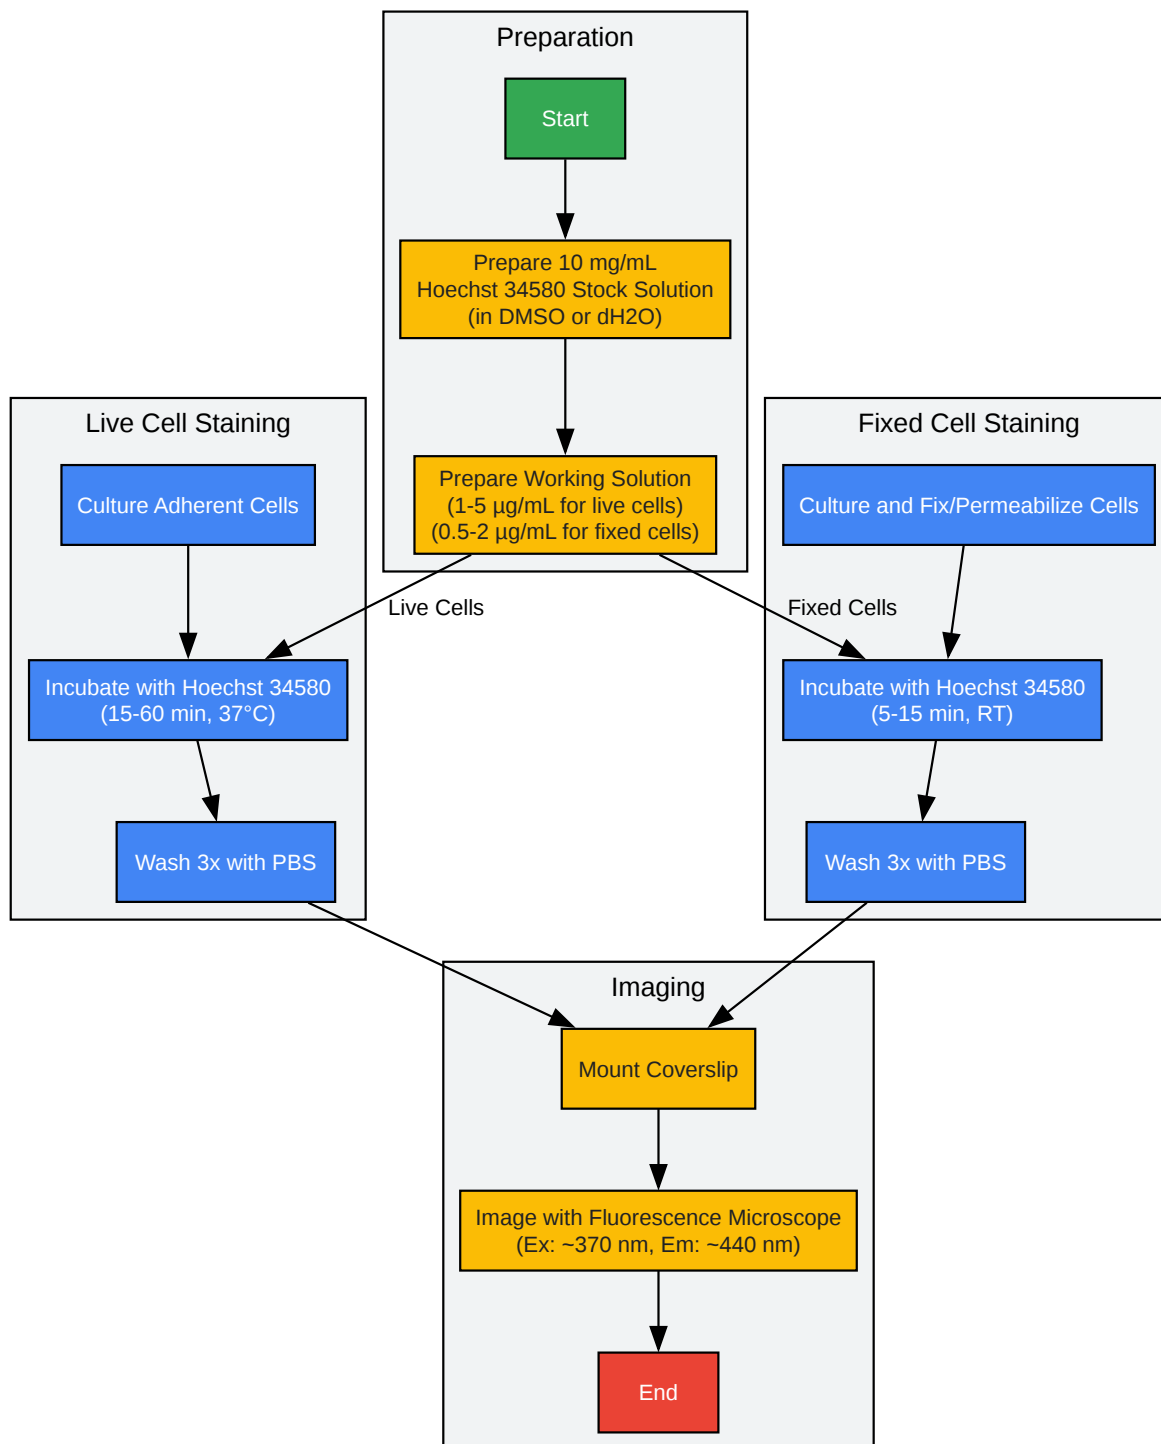 Preparation
Start
Prepare 10 mg/mL
Hoechst 34580 Stock Solution
(in DMSO or dH2O)
Prepare Working Solution
(1-5 µg/mL for live cells)
(0.5-2 µg/mL for fixed cells)
Live Cell Staining
Culture Adherent Cells
Live Cells
Incubate with Hoechst 34580
(15-60 min, 37°C)
Wash 3x with PBS
Fixed Cell Staining
Culture and Fix/Permeabilize Cells
Fixed Cells
Incubate with Hoechst 34580
(5-15 min, RT)
Wash 3x with PBS
Imaging
Mount Coverslip
Image with Fluorescence Microscope
(Ex: ~370 nm, Em: ~440 nm)
End